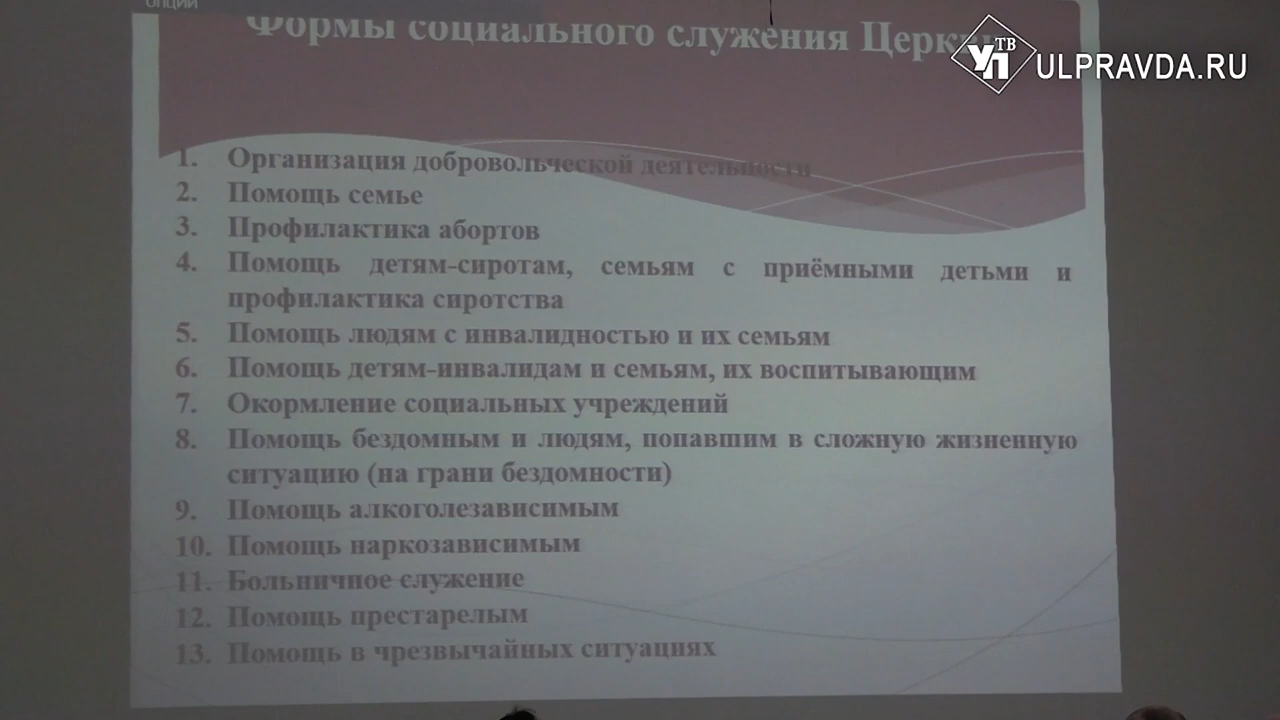 опции
Формы социального служения Церкви
УП ТВ
ULPRAVDA.RU
1. Организация добровольческой деятельности
2. Помощь семье
3. Профилактика абортов
4. Помощь детям-сиротам, семьям с приёмными детьми и
профилактика сиротства
5. Помощь людям с инвалидностью и их семьям
6. Помощь детям-инвалидам и семьям, их воспитывающим
7. Окормление социальных учреждений
8. Помощь бездомным и людям, попавшим в сложную жизненную
ситуацию (на грани бездомности)
9. Помощь алкоголезависимым
10. Помощь наркозависимым
11. Больничное служение
12. Помощь престарелым
13. Помощь в чрезвычайных ситуациях